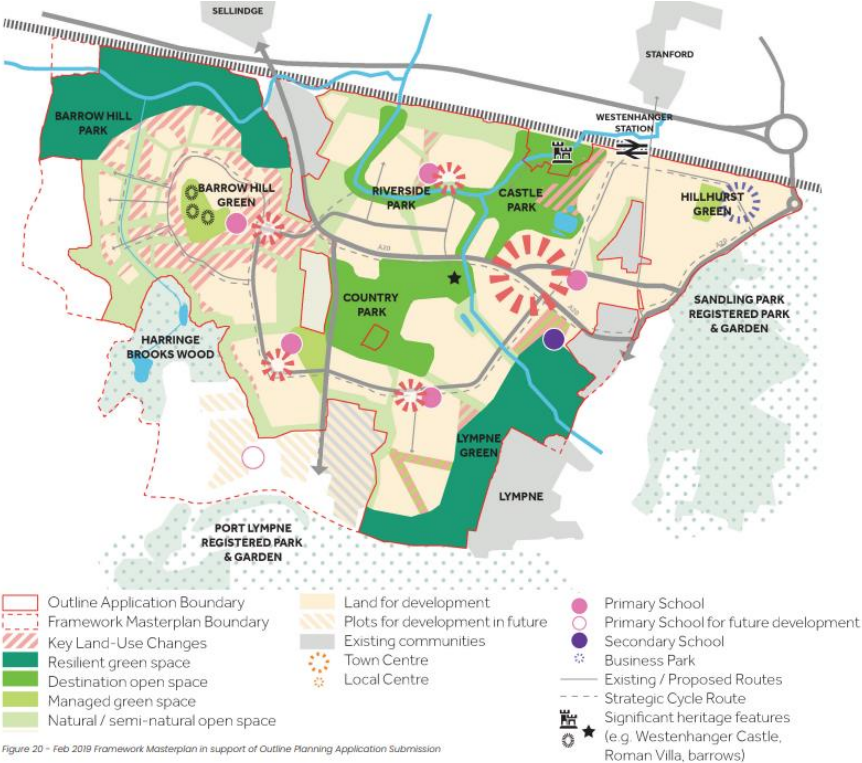 SELLINDGE
STANFORD
BARROW HILL
PARK
WESTENHANGER
STATION
BARROW HILL
GREEN
RIVERSIDE
PARK
CASTLE
PARK
HILLHURST
GREEN
A20
A20
A20
COUNTRY
PARK
SANDLING PARK
REGISTERED PARK
& GARDEN
HARRINGE
BROOKS WOOD
LYMPNE
GREEN
LYMPNE
PORT LYMPNE
REGISTERED PARK
& GARDEN
Outline Application Boundary
Framework Masterplan Boundary
Key Land-Use Changes
Resilient green space
Destination open space
Managed green space
Natural / semi-natural open space
Land for development
Plots for development in future
Existing communities
Town Centre
Local Centre
Primary School
Primary School for future development
Secondary School
Business Park
Existing / Proposed Routes
Strategic Cycle Route
Significant heritage features
(e.g. Westenhanger Castle,
Roman Villa, barrows)
Figure 20 - Feb 2019 Framework Masterplan in support of Outline Planning Application Submission